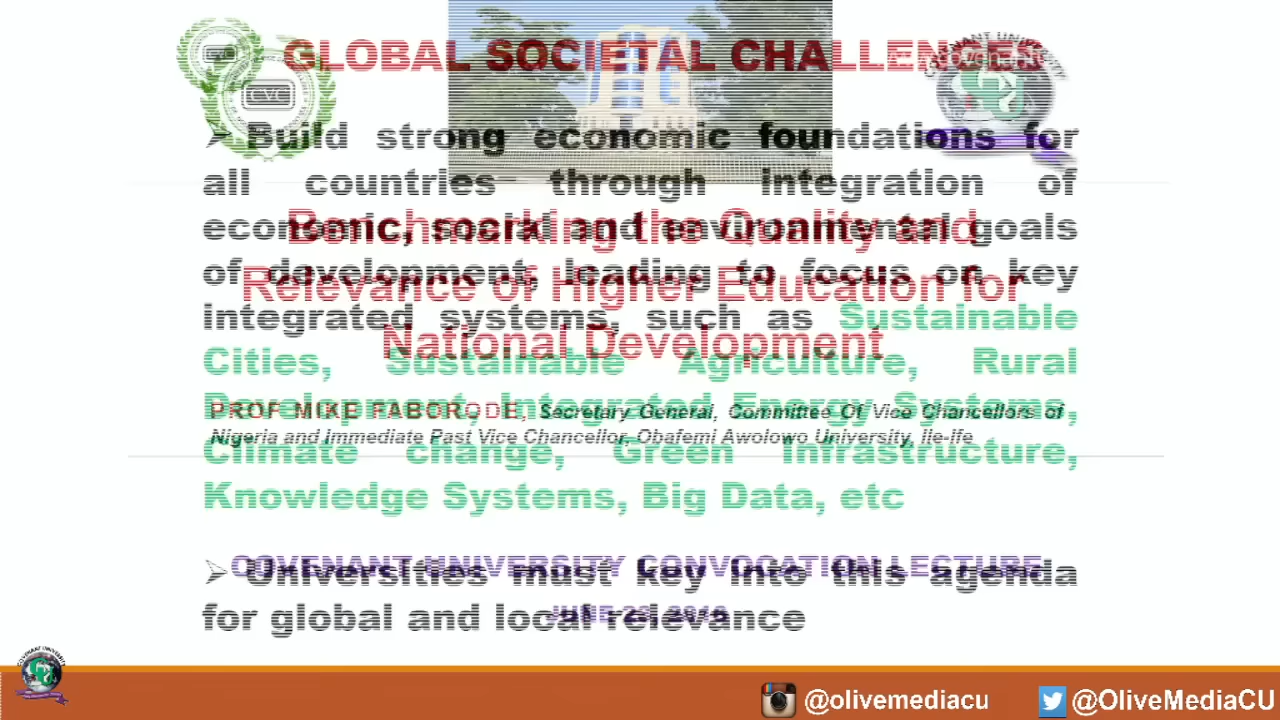 GLOBAL SOCIETAL CHALLENGE
CVC
➢ Build strong economic foundations for
all countries through integration of
economic, social and environmental goals
of development, leading to focus on key
integrated systems, such as Sustainable
Cities, Sustainable Agriculture, Rural
Development, Integrated Energy Systems,
Climate change, Green Infrastructure,
Knowledge Systems, Big Data, etc
➢ Universities must key into this agenda
for global and local relevance
Benchmarking the Quality and
Relevance of Higher Education for
National Development
PROF MIKE FABORODE, Secretary General, Committee Of Vice Chancellors of
Nigeria and Immediate Past Vice Chancellor, Obafemi Awolowo University, Ile-Ife
COVENANT UNIVERSITY CONVOCATION LECTURE
COVENANT UNIVERSITY
@olivemediacu
@OliveMediaCU